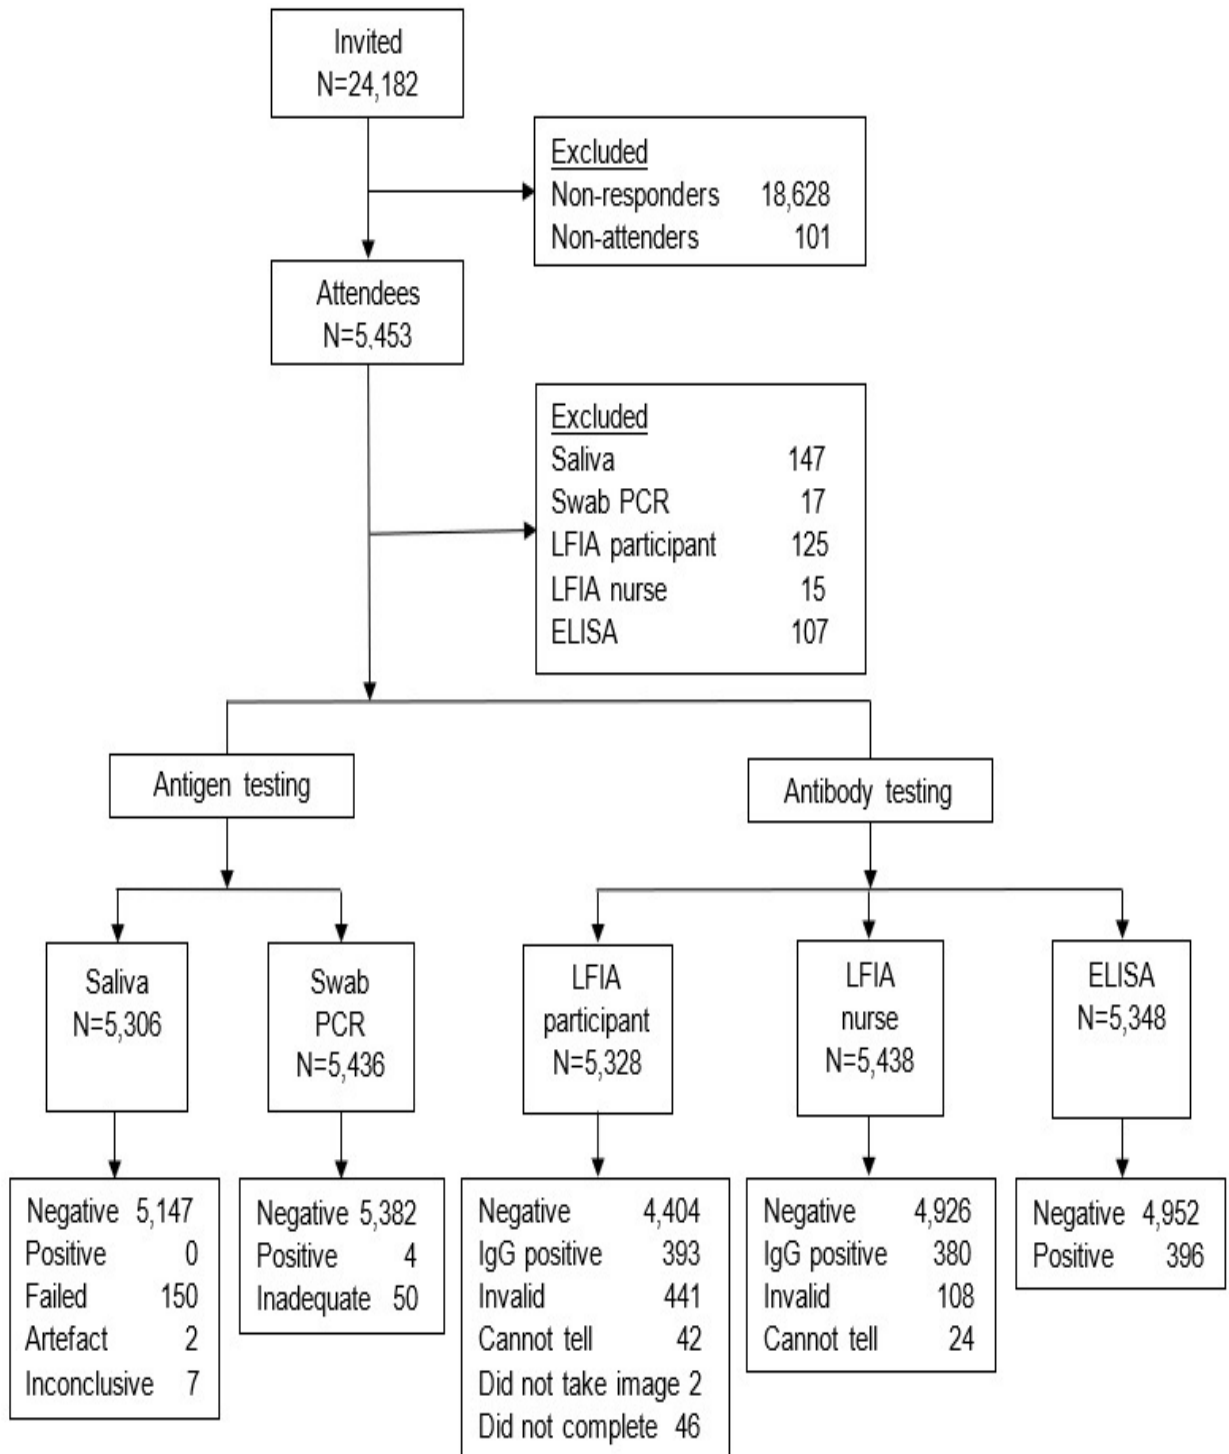 Invited
N=24,182
Excluded
Non-responders 18,628
Non-attenders 101
Attendees
N=5,453
Excluded
Saliva 147
Swab PCR 17
LFIA participant 125
LFIA nurse 15
ELISA 107
Antigen testing
Antibody testing
Saliva
N=5,306
Swab
PCR
N=5,436
LFIA
participant
N=5,328
LFIA
nurse
N=5,438
ELISA
N=5,348
Negative 5,147
Positive 0
Failed 150
Artefact 2
Inconclusive 7
Negative 5,382
Positive 4
Inadequate 50
Negative 4,404
IgG positive 393
Invalid 441
Cannot tell 42
Did not take image 2
Did not complete 46
Negative 4,926
IgG positive 380
Invalid 108
Cannot tell 24
Negative 4,952
Positive 396